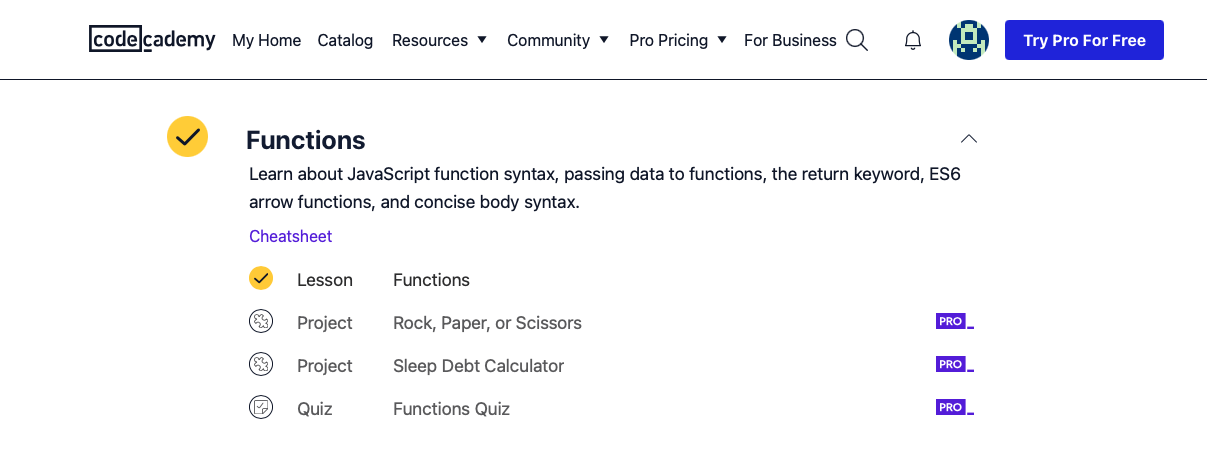 codecademy My Home Catalog Resources Community Pro Pricing For Business Try Pro For Free
Functions
Learn about JavaScript function syntax, passing data to functions, the return keyword, ES6
arrow functions, and concise body syntax.
Cheatsheet
Lesson Functions
Project Rock, Paper, or Scissors PRO
Project Sleep Debt Calculator PRO
Quiz Functions Quiz PRO